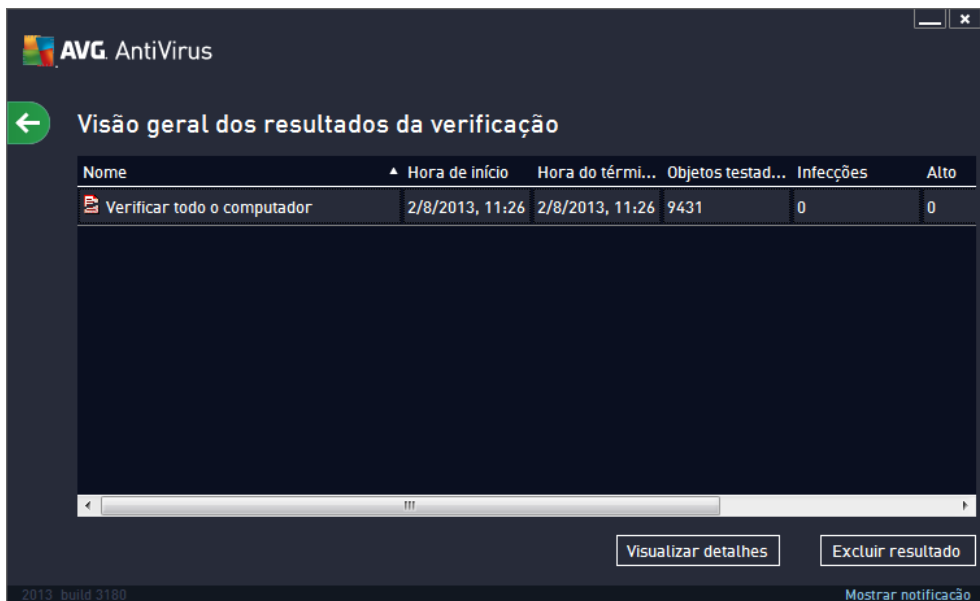 AVG. AntiVirus
Visão geral dos resultados da verificação
Nome Hora de início Hora do térmi... Objetos testad... Infecções Alto
Verificar todo o computador 2/8/2013, 11:26 2/8/2013, 11:26 9431 0 0
Visualizar detalhes Excluir resultado
2013 build 3180 Mostrar notificação